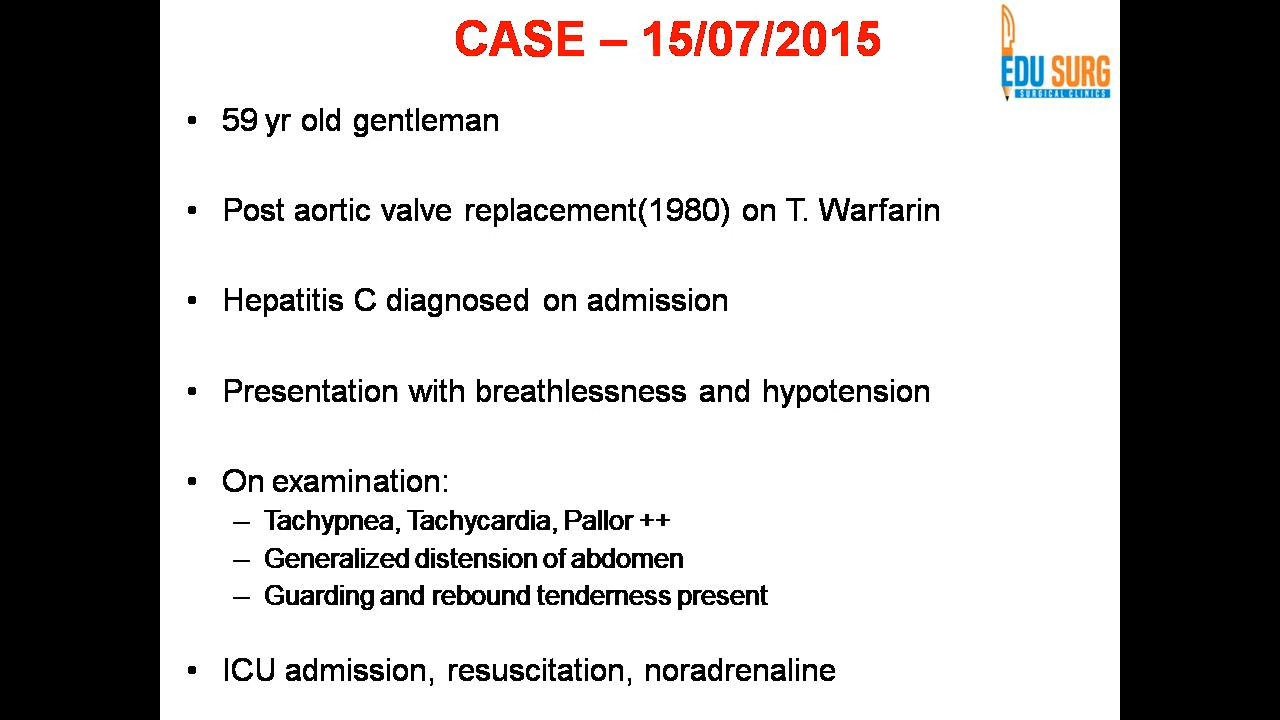 CASE – 15/07/2015
EDU SURG
SURGICAL CLINICS
• 59 yr old gentleman
• Post aortic valve replacement(1980) on T. Warfarin
• Hepatitis C diagnosed on admission
• Presentation with breathlessness and hypotension
• On examination:
– Tachypnea, Tachycardia, Pallor ++
– Generalized distension of abdomen
– Guarding and rebound tenderness present
• ICU admission, resuscitation, noradrenaline